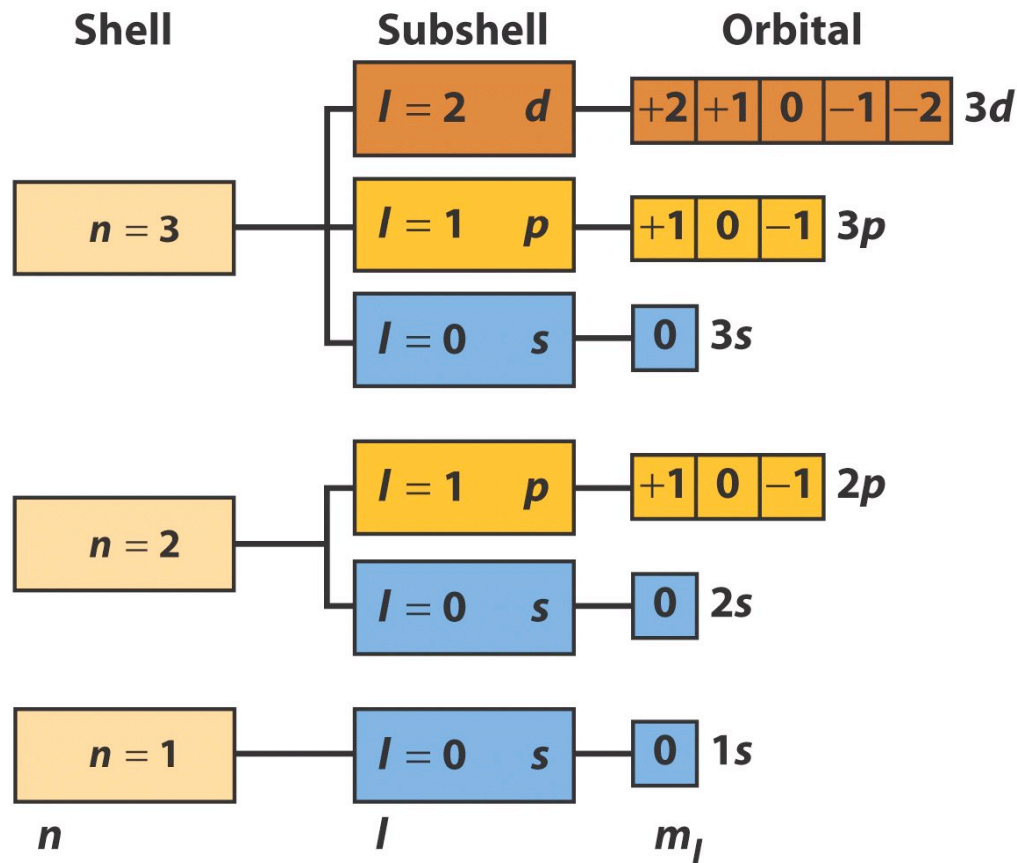 Shell Subshell Orbital
l = 2 d +2 +1 0 −1 −2 3d
n = 3 l = 1 p +1 0 −1 3p
l = 0 s 0 3s
l = 1 p +1 0 −1 2p
n = 2
l = 0 s 0 2s
n = 1 l = 0 s 0 1s
n l ml